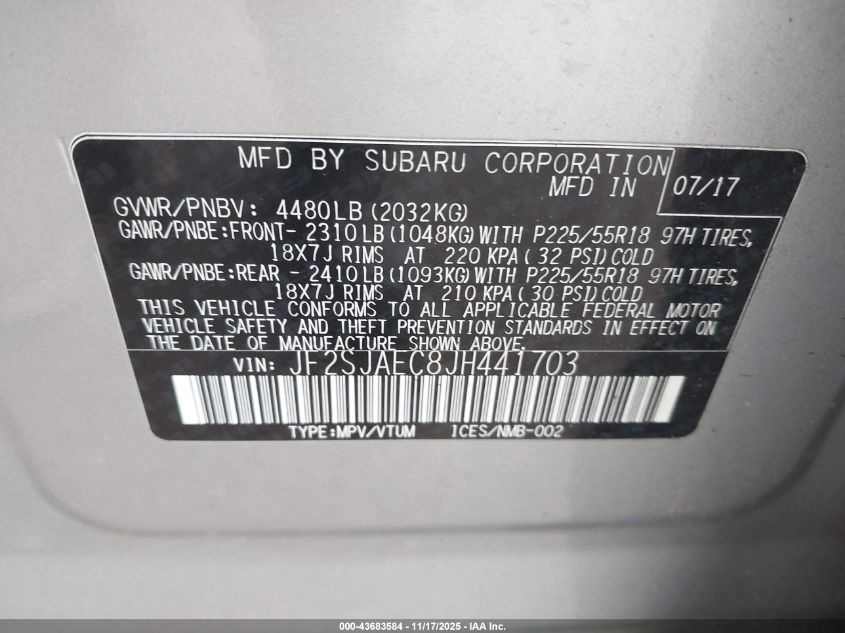 MFD BY SUBARU CORPORATION
MFD IN 07/17
GVWR/PNBV: 4480LB (2032KG)
GAWR/PNBE:FRONT- 2310LB (1048KG) WITH P225/55R18 97H TIRES,
18X7J RIMS AT 220 KPA ( 32 PSI) COLD
GAWR/PNBE:REAR - 2410LB (1093KG) WITH P225/55R18 97H TIRES,
18X7J RIMS AT 210 KPA ( 30 PSI) COLD
THIS VEHICLE CONFORMS TO ALL APPLICABLE FEDERAL MOTOR
VEHICLE SAFETY AND THEFT PREVENTION STANDARDS IN EFFECT ON
THE DATE OF MANUFACTURE SHOWN ABOVE.
VIN: JF2SJAEC8JH441703
TYPE:MPV/VTUM ICES/NMB-002
000-43683584 - 11/17/2025 - IAA Inc.